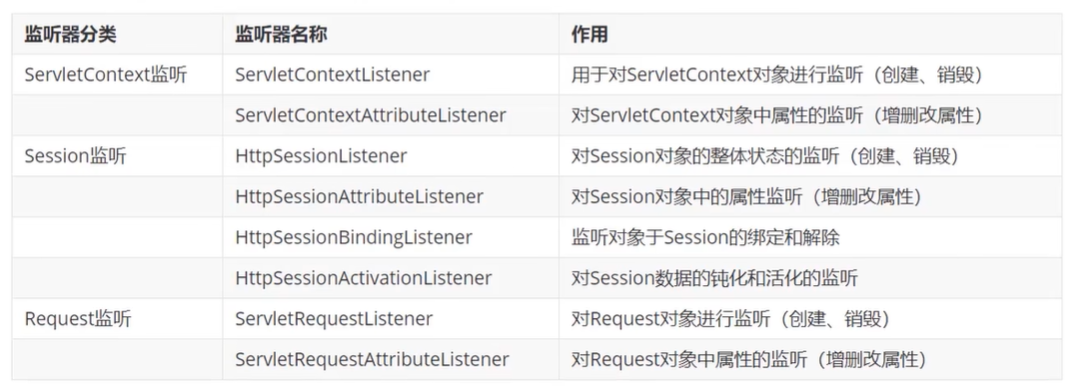 监听器分类 监听器名称 作用
ServletContext监听 ServletContextListener 用于对ServletContext对象进行监听（创建、销毁）
ServletContextAttributeListener 对ServletContext对象中属性的监听（增删改属性）
Session监听 HttpSessionListener 对Session对象的整体状态的监听（创建、销毁）
HttpSessionAttributeListener 对Session对象中的属性监听（增删改属性）
HttpSessionBindingListener 监听对象于Session的绑定和解除
HttpSessionActivationListener 对Session数据的钝化和活化的监听
Request监听 ServletRequestListener 对Request对象进行监听（创建、销毁）
ServletRequestAttributeListener 对Request对象中属性的监听（增删改属性）